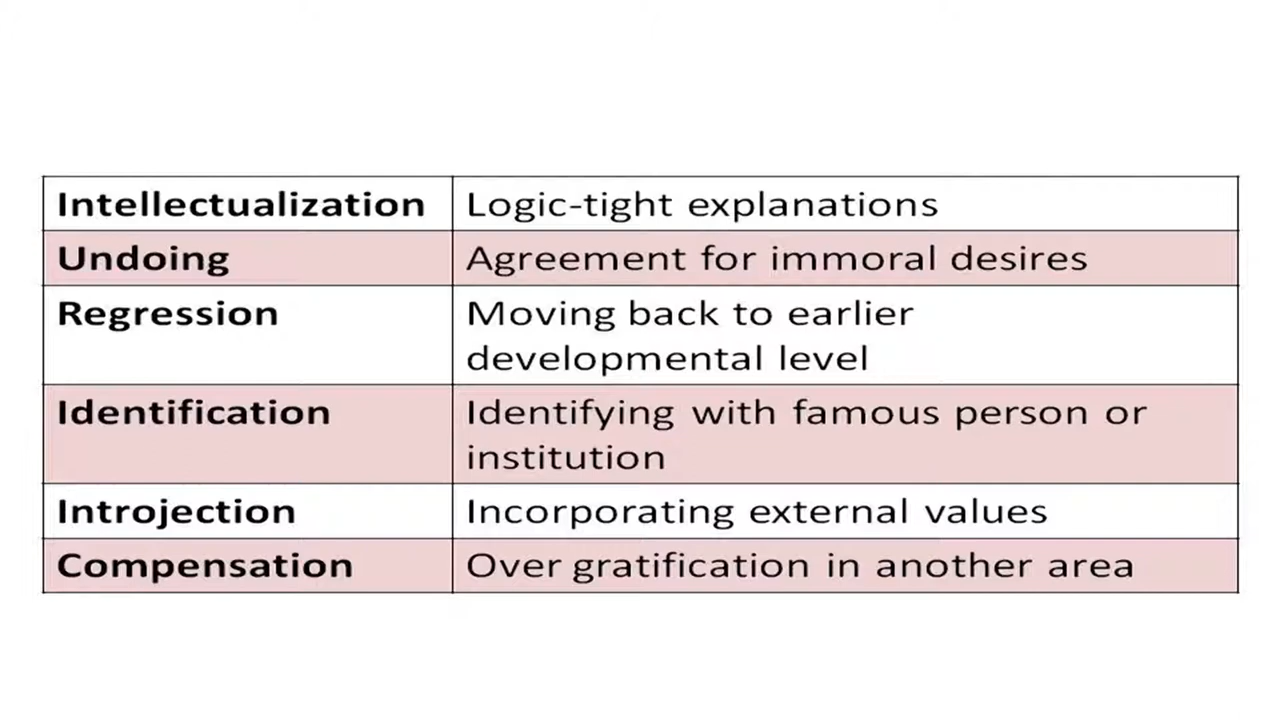 Intellectualization Logic-tight explanations
Undoing Agreement for immoral desires
Regression Moving back to earlier
developmental level
Identification Identifying with famous person or
institution
Introjection Incorporating external values
Compensation Over gratification in another area